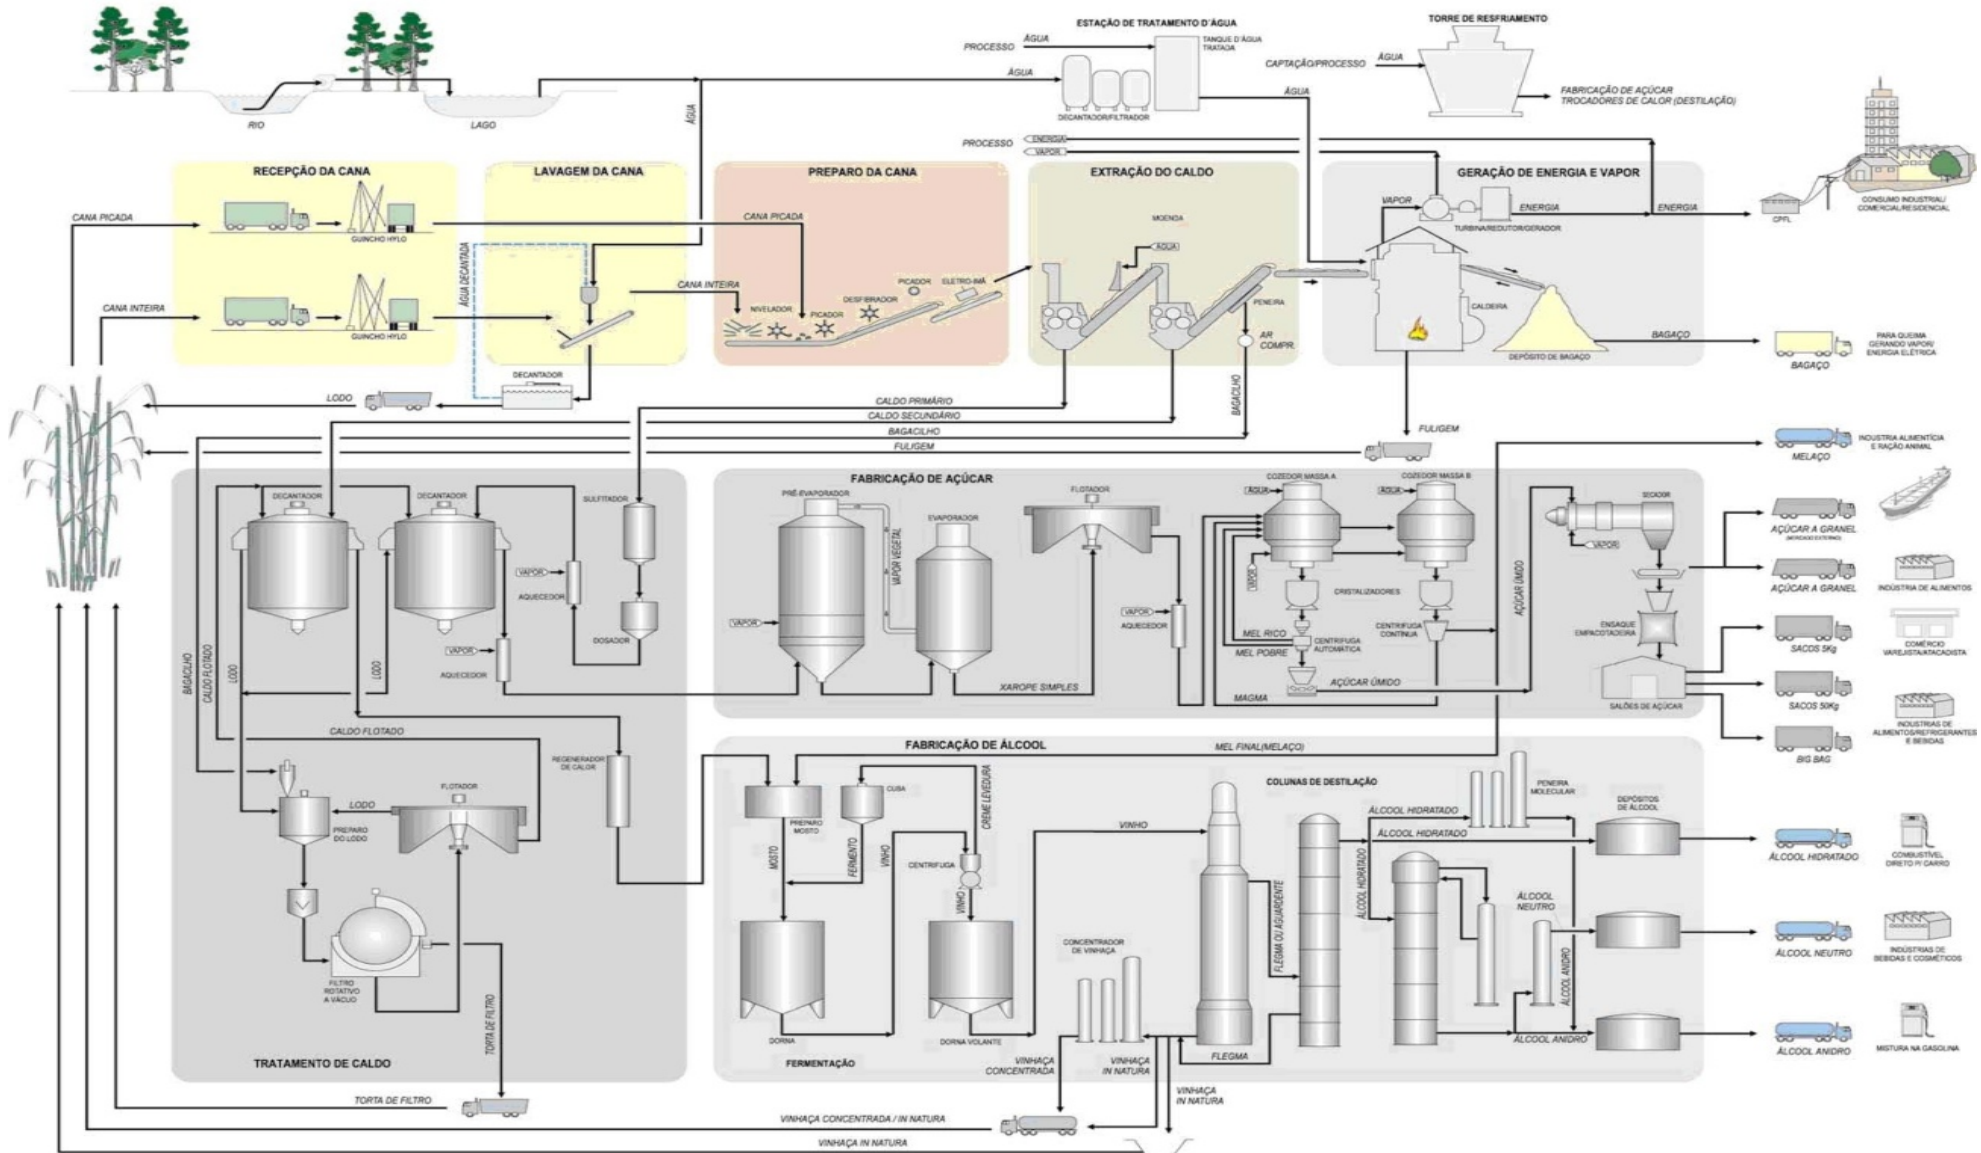 ESTAÇÃO DE TRATAMENTO D'ÁGUA
PROCESSO
ÁGUA
TANQUE D'ÁGUA
TRATADA
ÁGUA
ÁGUA
DECANTADOR/FILTRADOR
TORRE DE RESFRIAMENTO
CAPTAÇÃO/PROCESSO
ÁGUA
FABRICAÇÃO DE AÇÚCAR
TROCADORES DE CALOR (DESTILAÇÃO)
RIO
LAGO
ÁGUA
PROCESSO
ENERGIA
VAPOR
RECEPÇÃO DA CANA
CANA PICADA
GUINCHO HYLO
CANA INTEIRA
GUINCHO HYLO
LAVAGEM DA CANA
ÁGUA DECANTADA
DECANTADOR
LODO
PREPARO DA CANA
CANA PICADA
CANA INTEIRA
NIVELADOR
PICADOR
DESFIBRADOR
PICADOR
ELETRO-IMÃ
EXTRAÇÃO DO CALDO
MOENDA
ÁGUA
PENEIRA
AR
COMPR.
BAGACILHO
GERAÇÃO DE ENERGIA E VAPOR
VAPOR
ENERGIA
ENERGIA
TURBINA/REDUTOR/GERADOR
CALDEIRA
DEPÓSITO DE BAGAÇO
BAGAÇO
FULIGEM
CPFL
CONSUMO INDUSTRIAL/
COMERCIAL/RESIDENCIAL
BAGAÇO
PARA QUEIMA
GERANDO VAPOR/
ENERGIA ELÉTRICA
CALDO PRIMÁRIO
CALDO SECUNDÁRIO
BAGACILHO
FULIGEM
DECANTADOR
DECANTADOR
SULFITADOR
VAPOR
AQUECEDOR
DOSADOR
VAPOR
AQUECEDOR
BAGACILHO
CALDO FLOTADO
LODO
LODO
CALDO FLOTADO
REGENERADOR
DE CALOR
LODO
FLOTADOR
PREPARO
DO LODO
FILTRO
ROTATIVO
A VÁCUO
TORTA DE FILTRO
TRATAMENTO DE CALDO
TORTA DE FILTRO
FABRICAÇÃO DE AÇÚCAR
PRÉ-EVAPORADOR
VAPOR VEGETAL
EVAPORADOR
VAPOR
FLOTADOR
XAROPE SIMPLES
VAPOR
AQUECEDOR
COZEDOR MASSA A
ÁGUA
COZEDOR MASSA B
ÁGUA
VAPOR
CRISTALIZADORES
MEL RICO
CENTRÍFUGA
AUTOMÁTICA
MEL POBRE
CENTRÍFUGA
CONTÍNUA
MAGMA
AÇÚCAR ÚMIDO
AÇÚCAR ÚMIDO
SECADOR
VAPOR
ENSAQUE
EMPACOTADEIRA
SALÕES DE AÇÚCAR
MELAÇO
INDUSTRIA ALIMENTÍCIA
E RAÇÃO ANIMAL
AÇÚCAR A GRANEL
(MERCADO EXTERNO)
AÇÚCAR A GRANEL
INDÚSTRIA DE ALIMENTOS
SACOS 5Kg
COMÉRCIO
VAREJISTA/ATACADISTA
SACOS 50Kg
BIG BAG
INDÚSTRIAS DE
ALIMENTOS/REFRIGERANTES
E BEBIDAS
FABRICAÇÃO DE ÁLCOOL
MEL FINAL(MELAÇO)
PREPARO
MOSTO
CUBA
CREME LEVEDURA
MOSTO
FERMENTO
VINHO
CENTRÍFUGA
VINHO
VINHO
DORNA
DORNA VOLANTE
FERMENTAÇÃO
CONCENTRADOR
DE VINHAÇA
FLEGMA OU AGUARDENTE
FLEGMA
VINHAÇA
CONCENTRADA
VINHAÇA
IN NATURA
VINHAÇA
IN NATURA
COLUNAS DE DESTILAÇÃO
ÁLCOOL HIDRATADO
ÁLCOOL HIDRATADO
ÁLCOOL HIDRATADO
PENEIRA
MOLECULAR
ÁLCOOL
NEUTRO
ÁLCOOL ANIDRO
ÁLCOOL ANIDRO
DEPÓSITOS
DE ÁLCOOL
ÁLCOOL HIDRATADO
COMBUSTÍVEL
DIRETO P/ CARRO
ÁLCOOL NEUTRO
INDÚSTRIAS DE
BEBIDAS E COSMÉTICOS
ÁLCOOL ANIDRO
MISTURA NA GASOLINA
VINHAÇA CONCENTRADA / IN NATURA
VINHAÇA IN NATURA